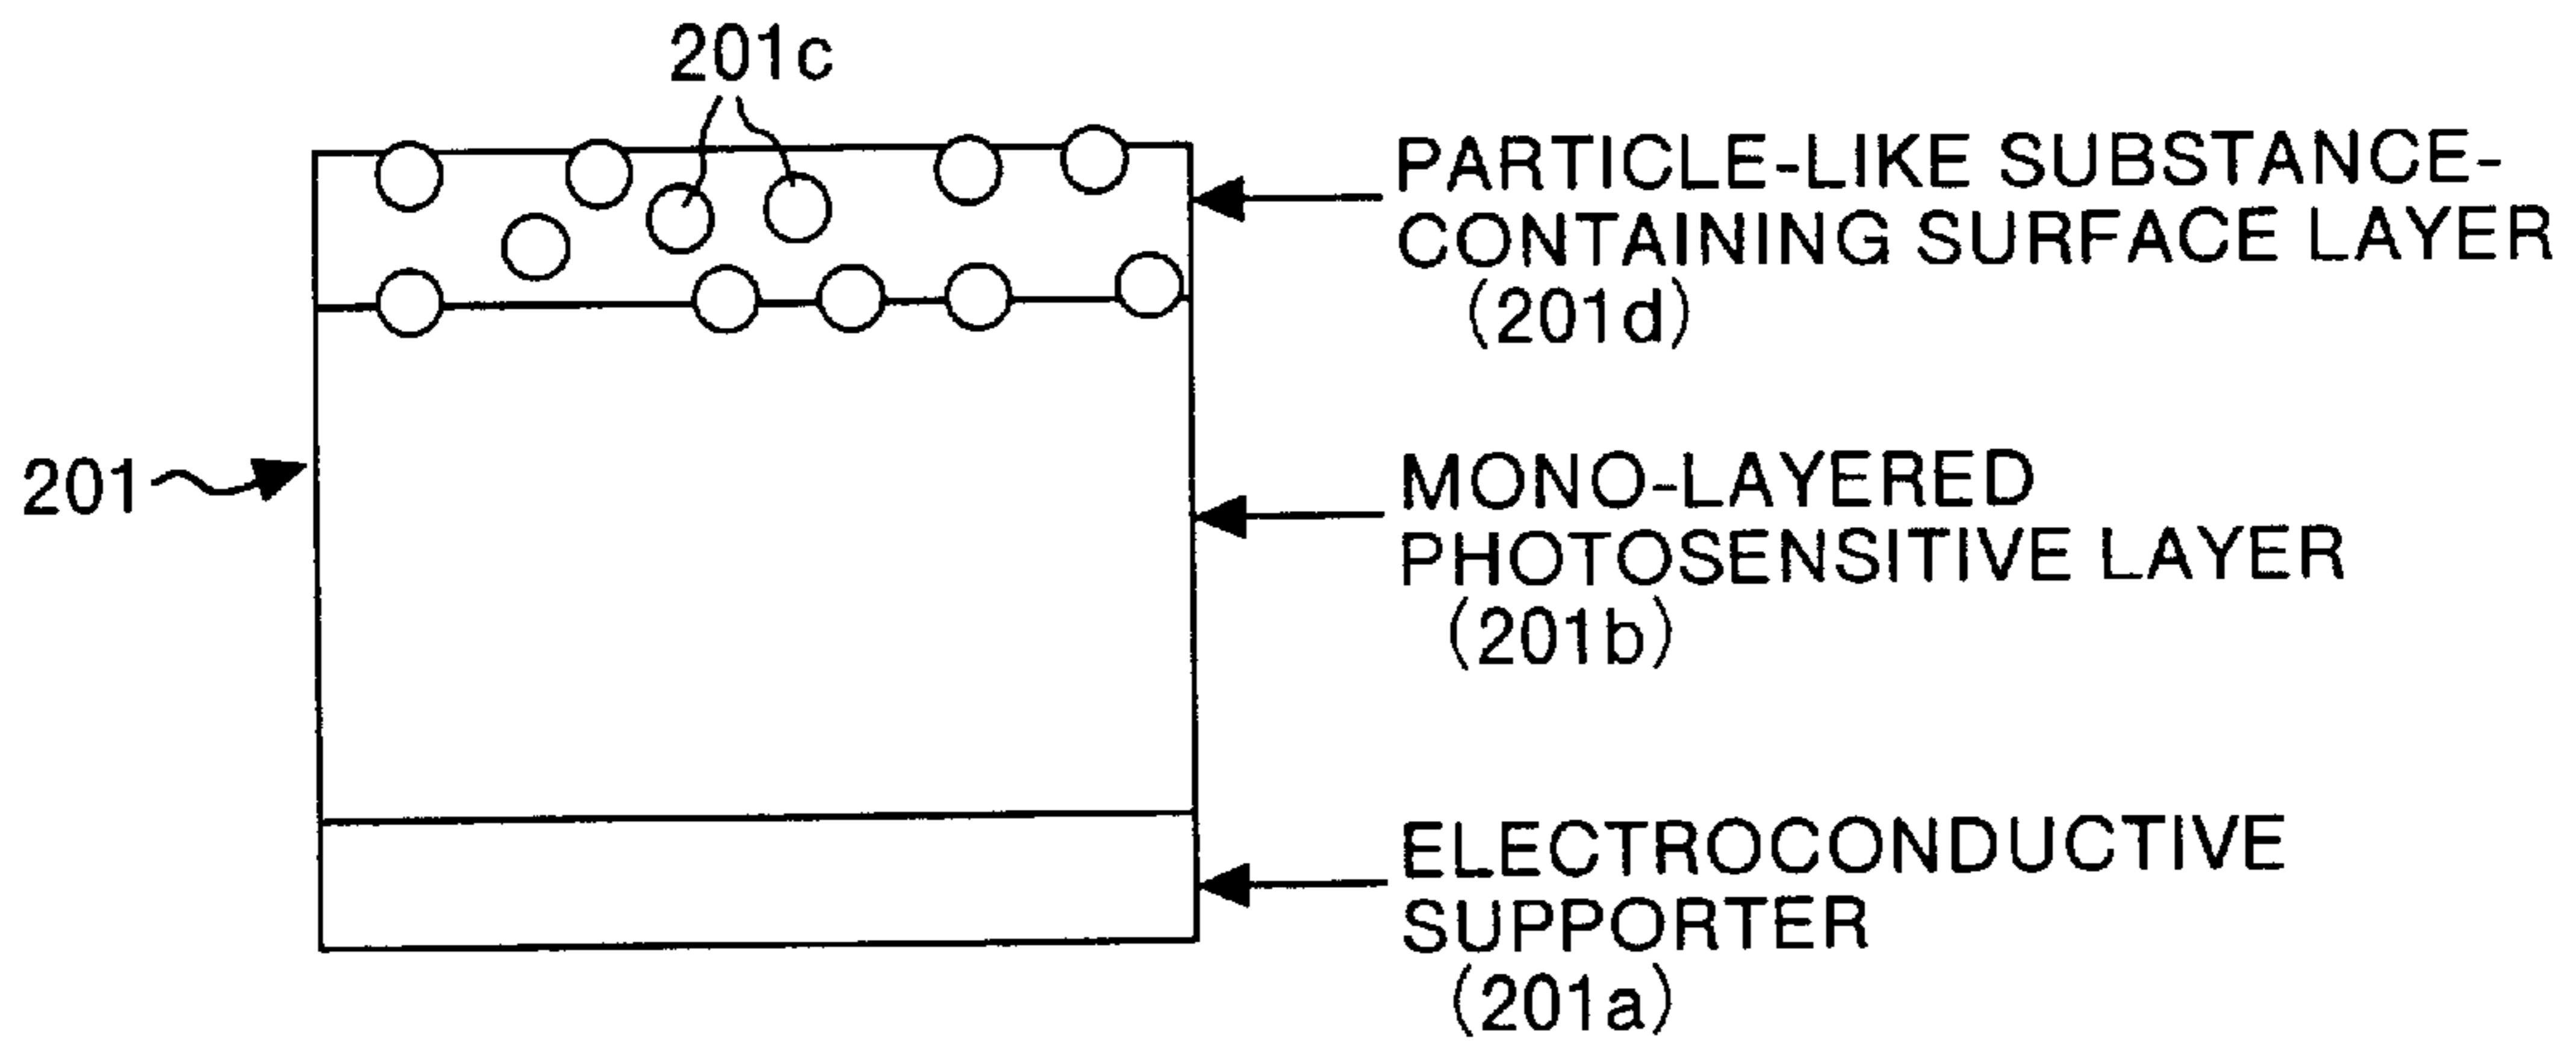 201c
PARTICLE-LIKE SUBSTANCE-
CONTAINING SURFACE LAYER
(201d)
201
MONO-LAYERED
PHOTOSENSITIVE LAYER
(201b)
ELECTROCONDUCTIVE
SUPPORTER
(201a)